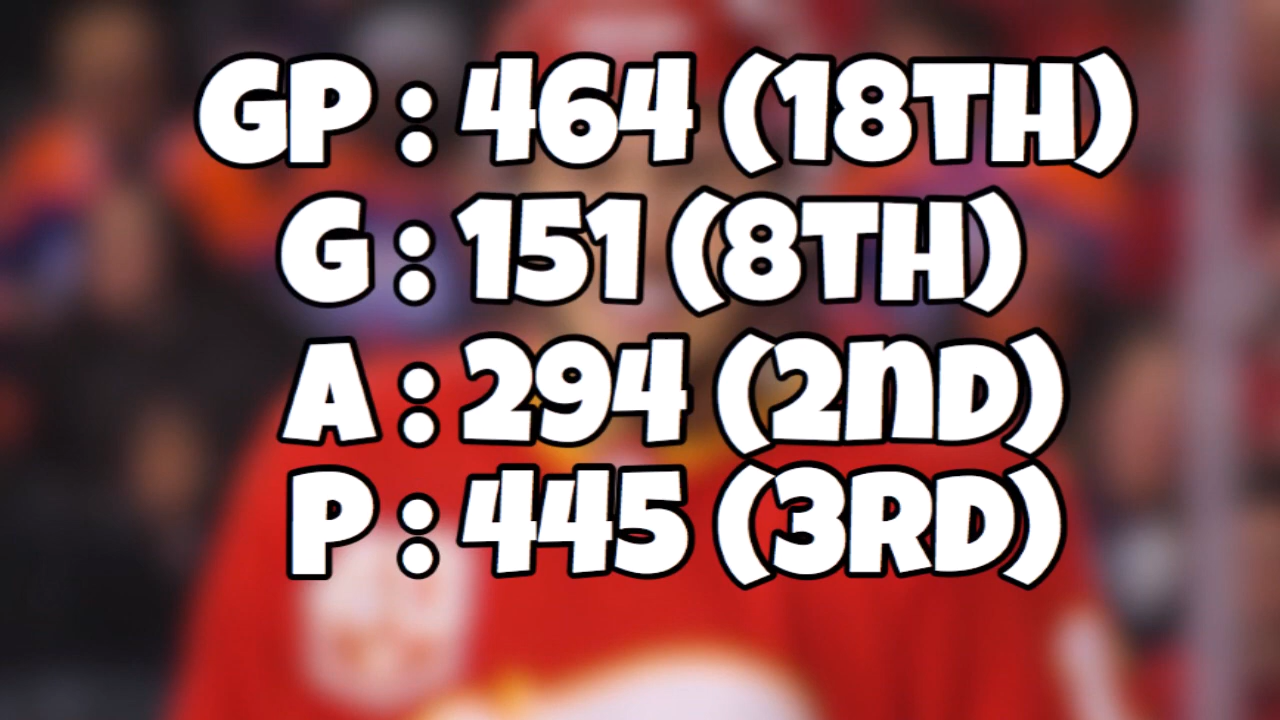 GP : 464 (18TH)
G : 151 (8TH)
A : 294 (2ND)
P : 445 (3RD)